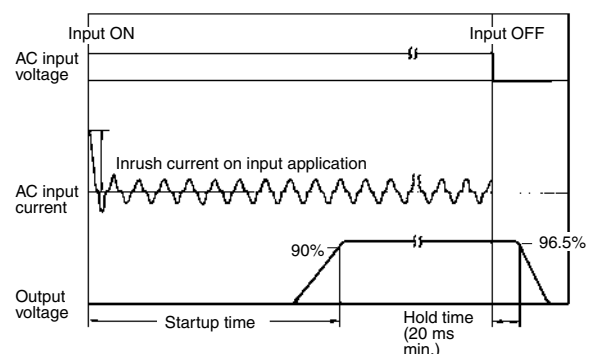 Input ON
Input OFF
AC input
voltage
Inrush current on input application
AC input
current
90%
96.5%
Output
voltage
Startup time
Hold time
(20 ms
min.)